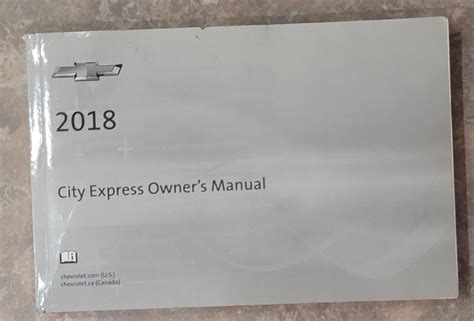 2018
City Express Owner's Manual
chevrolet.com (U.S.)
chevrolet.ca (Canada)